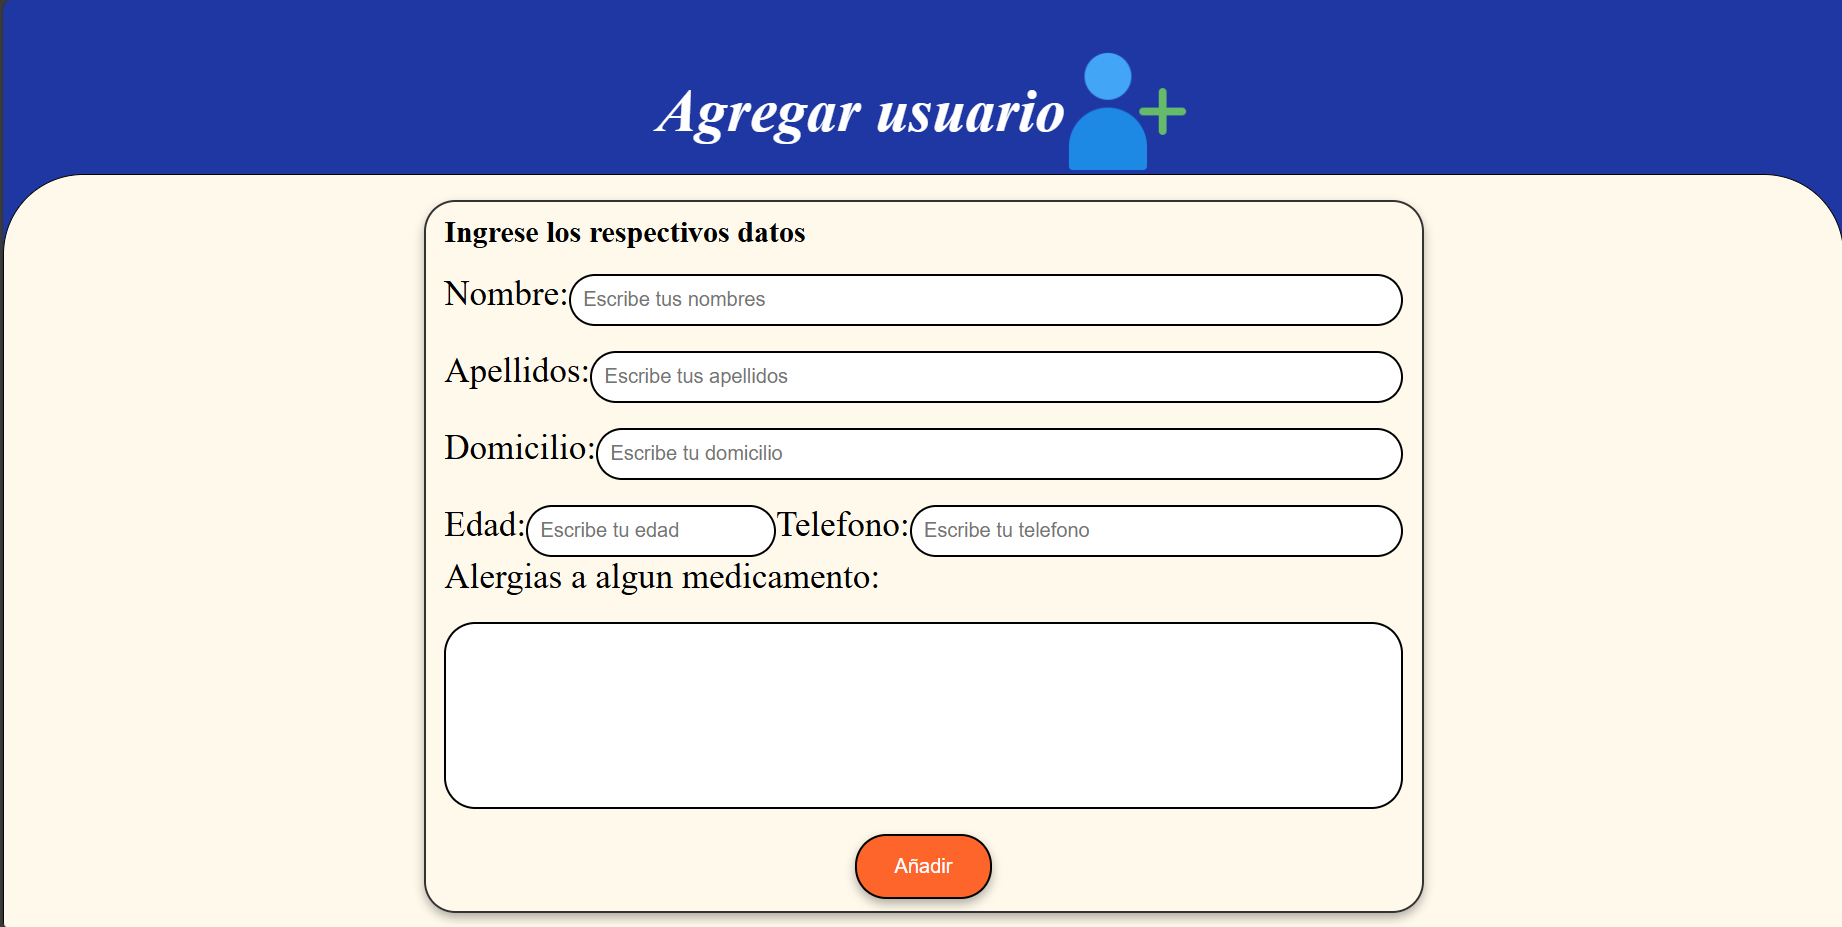 Agregar usuario
Ingrese los respectivos datos
Nombre: Escribe tus nombres
Apellidos: Escribe tus apellidos
Domicilio: Escribe tu domicilio
Edad: Escribe tu edad Telefono: Escribe tu telefono
Alergias a algun medicamento:
Añadir